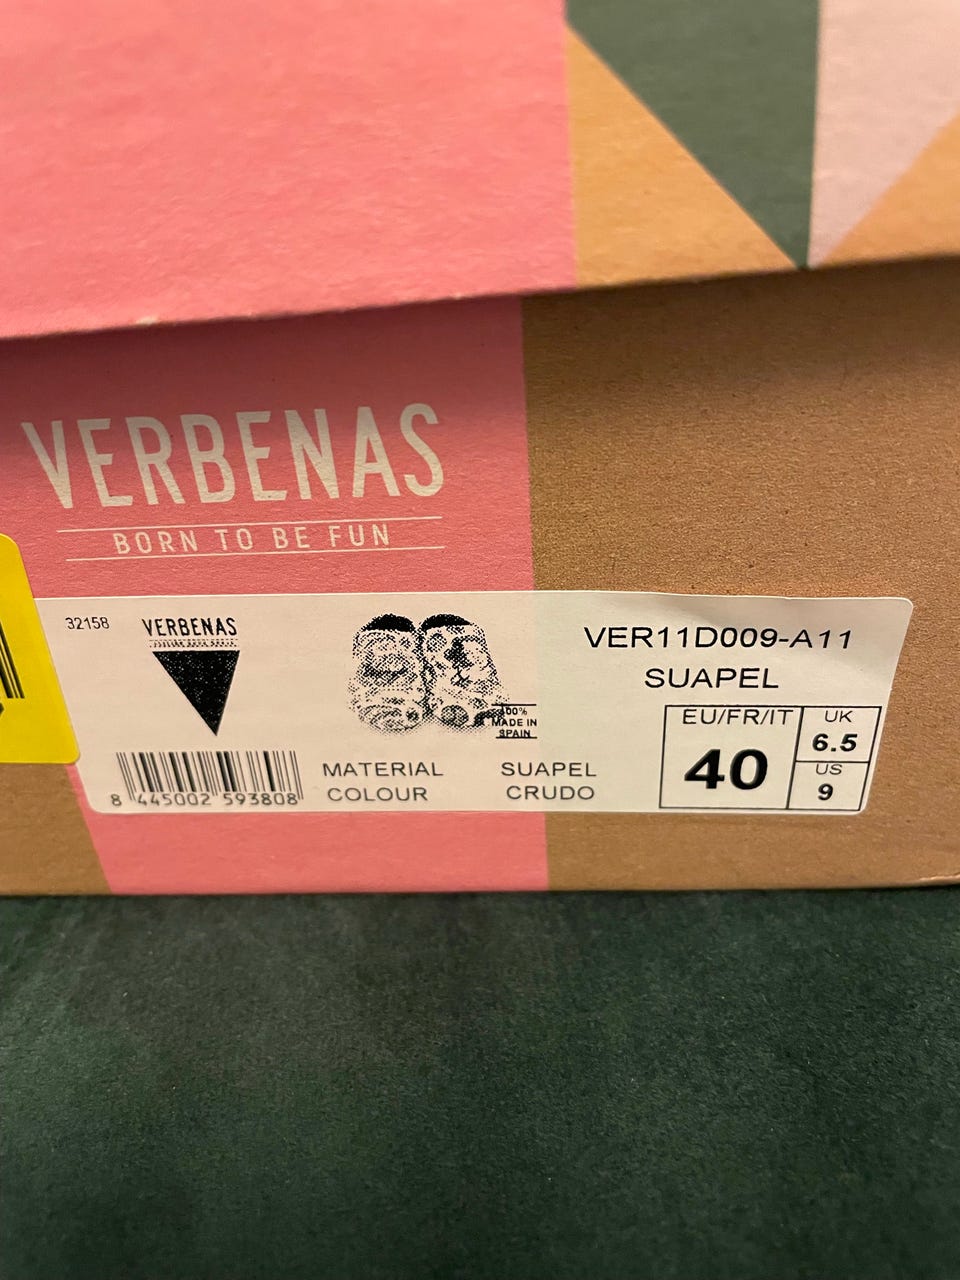 VERBENAS
BORN TO BE FUN
32158
VERBENAS
VER11D009-A11
SUAPEL
100%
MADE IN
SPAIN
EU/FR/IT
40
UK
6.5
US
9
MATERIAL SUAPEL
COLOUR CRUDO
8 445002 593808